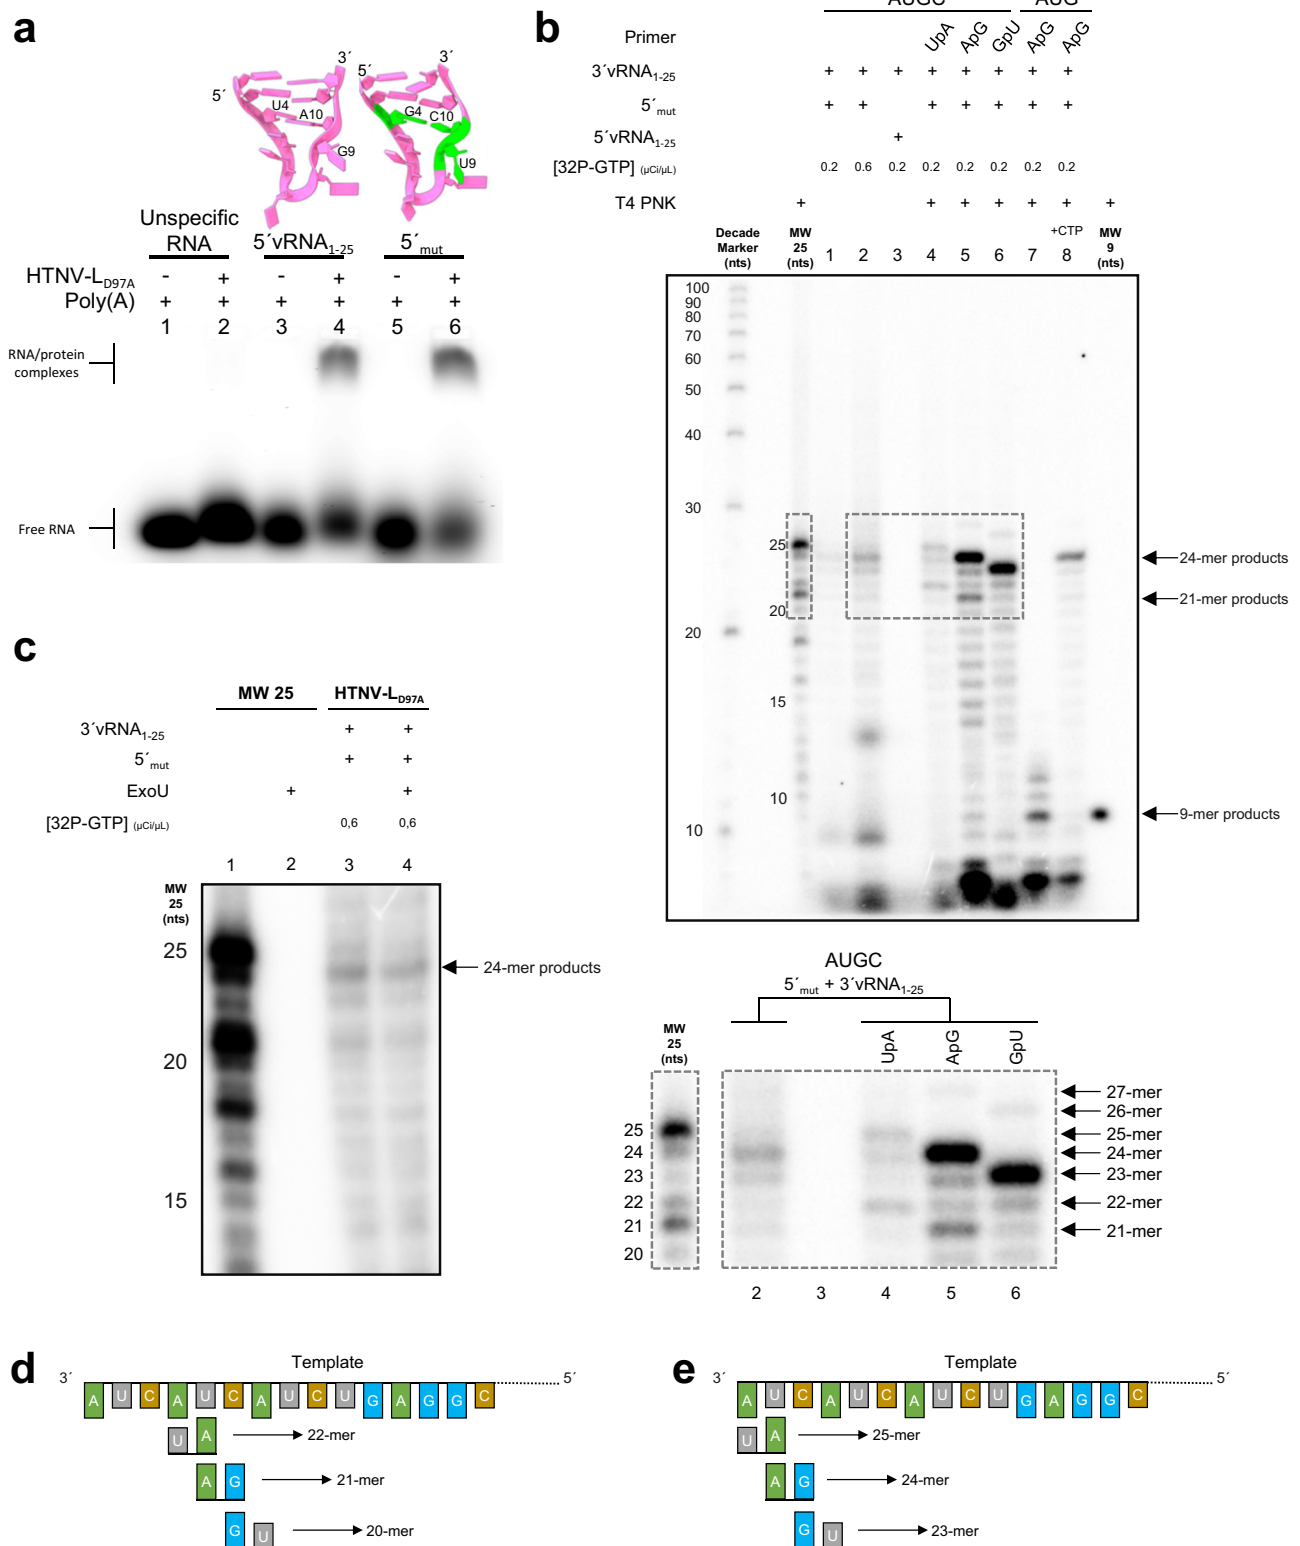 a
5´
3´
5´
3´
U4
A10
G9
G4
C10
U9
Unspecific
RNA
5´vRNA1-25
5´mut
HTNV-LD97A
- + - + - +
Poly(A)
+ + + + + +
1 2 3 4 5 6
RNA/protein
complexes
Free RNA
b
AUGC
AUG
Primer
UpA
ApG
GpU
ApG
ApG
3´vRNA1-25
+ + + + + + + +
5´mut
+ + + + + + +
5´vRNA1-25
+
[32P-GTP] (µCi/µL)
0.2 0.6 0.2 0.2 0.2 0.2 0.2 0.2
T4 PNK
+ + + + + + +
+CTP
Decade
Marker
(nts)
MW
25
(nts)
1 2 3 4 5 6 7 8
MW
9
(nts)
100
90
80
70
60
50
40
30
20
10
25
20
15
10
24-mer products
21-mer products
9-mer products
AUGC
5´mut + 3´vRNA1-25
MW
25
(nts)
UpA
ApG
GpU
25
24
23
22
21
20
27-mer
26-mer
25-mer
24-mer
23-mer
22-mer
21-mer
2 3 4 5 6
c
MW 25
HTNV-LD97A
3´vRNA1-25
+ +
5´mut
+ +
ExoU
+ +
[32P-GTP] (µCi/µL)
0,6 0,6
1 2 3 4
MW
25
(nts)
25
20
15
24-mer products
d
Template
3´
5´
A U C A U C A U C U G A G G C
U A
22-mer
A G
21-mer
G U
20-mer
e
Template
3´
5´
A U C A U C A U C U G A G G C
U A
25-mer
A G
24-mer
G U
23-mer